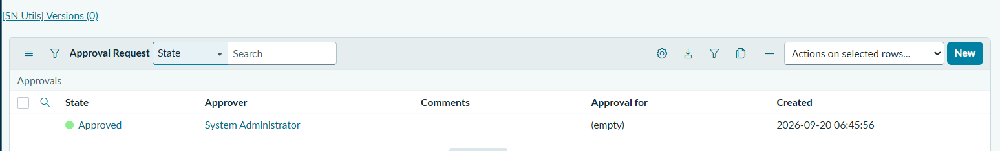 [SN Utils] Versions (0)
Approval Request State Search Actions on selected rows... New
Approvals
State Approver Comments Approval for Created
Approved System Administrator (empty) 2026-09-20 06:45:56